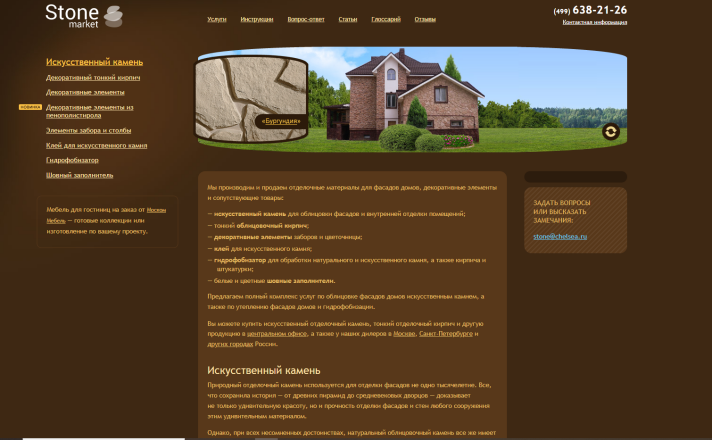 Stone
market
Услуги
Инструкции
Вопрос-ответ
Статьи
Глоссарий
Отзывы
(499) 638-21-26
Контактная информация
Искусственный камень
Декоративный тонкий кирпич
Декоративные элементы
НОВИНКА
Декоративные элементы из
пенополистирола
Элементы забора и столбы
Клей для искусственного камня
Гидрофобизатор
Шовный заполнитель
Мебель для гостиниц на заказ от Моском
Мебель — готовые коллекции или
изготовление по вашему проекту.
«Бургундия»
Мы производим и продаем отделочные материалы для фасадов домов, декоративные элементы
и сопутствующие товары:
— искусственный камень для облицовки фасадов и внутренней отделки помещений;
— тонкий облицовочный кирпич;
— декоративные элементы заборов и цветочницы;
— клей для искусственного камня;
— гидрофобизатор для обработки натурального и искусственного камня, а также кирпича и
штукатурки;
— белые и цветные шовные заполнители.
Предлагаем полный комплекс услуг по облицовке фасадов домов искусственным камнем, а
также по утеплению фасадов домов и гидрофобизации.
Вы можете купить искусственный отделочный камень, тонкий отделочный кирпич и другую
продукцию в центральном офисе, а также у наших дилеров в Москве, Санкт-Петербурге и
других городах России.
Искусственный камень
Природный отделочный камень используется для отделки фасадов не одно тысячелетие. Все,
что сохранила история — от древних пирамид до средневековых дворцов — доказывает
не только удивительную красоту, но и прочность отделки фасадов и стен любого сооружения
этим удивительным материалом.
Однако, при всех несомненных достоинствах, натуральный облицовочный камень все же имеет
ЗАДАТЬ ВОПРОСЫ
ИЛИ ВЫСКАЗАТЬ
ЗАМЕЧАНИЯ:
stone@chelsea.ru